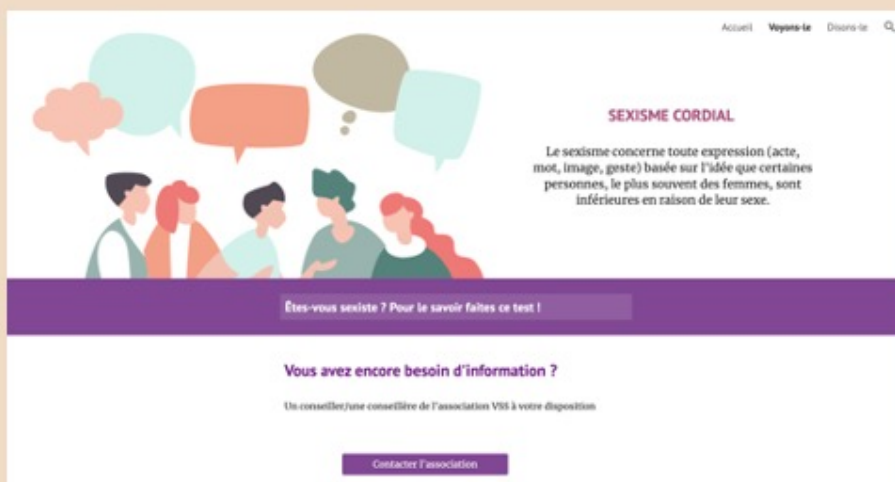 Accueil Voyons-le Disons-le
SEXISME CORDIAL
Le sexisme concerne toute expression (acte,
mot, image, geste) basée sur l'idée que certaines
personnes, le plus souvent des femmes, sont
inférieures en raison de leur sexe.
Êtes-vous sexiste ? Pour le savoir faites ce test !
Vous avez encore besoin d'information ?
Un conseiller/une conseillère de l'association VSS à votre disposition
Contacter l'association